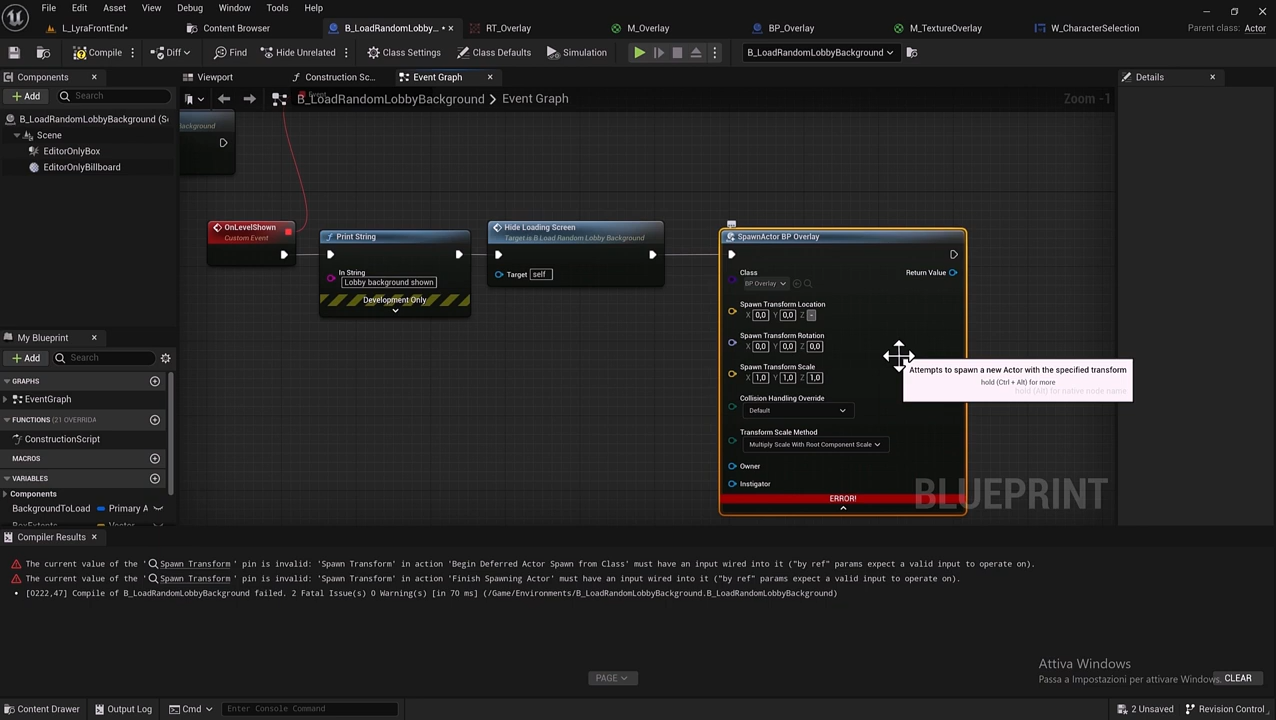 File Edit Asset View Debug Window Tools Help
L_LyraFrontEnd•
Content Browser
B_LoadRandomLobby...•
RT_Overlay
M_Overlay
BP_Overlay
M_TextureOverlay
W_CharacterSelection
Parent class: Actor
Compile
Diff
Find
Hide Unrelated
Class Settings
Class Defaults
Simulation
B_LoadRandomLobbyBackground
Components
Viewport
Construction Sc...
Event Graph
Details
Add
Search
B_LoadRandomLobbyBackground > Event Graph
Zoom -1
B_LoadRandomLobbyBackground (Se
Scene
EditorOnlyBox
EditorOnlyBillboard
OnLevelShown
Custom Event
Print String
In String
Lobby background shown
Development Only
Hide Loading Screen
Target is B Load Random Lobby Background
Target self
SpawnActor BP Overlay
Class
BP Overlay
Return Value
Spawn Transform Location
X 0,0 Y 0,0 Z -
Spawn Transform Rotation
X 0,0 Y 0,0 Z 0,0
Spawn Transform Scale
X 1,0 Y 1,0 Z 1,0
Collision Handling Override
Default
Transform Scale Method
Multiply Scale With Root Component Scale
Owner
Instigator
ERROR!
Attempts to spawn a new Actor with the specified transform
hold (Ctrl + Alt) for more
hold (Alt) for native node name
BLUEPRINT
My Blueprint
Add
Search
GRAPHS
EventGraph
FUNCTIONS (21 OVERRIDA
ConstructionScript
MACROS
VARIABLES
Components
BackgroundToLoad
Primary
BoxExtents
Vector
Compiler Results
The current value of the ' Spawn Transform ' pin is invalid: 'Spawn Transform' in action 'Begin Deferred Actor Spawn from Class' must have an input wired into it ("by ref" params expect a valid input to operate on).
The current value of the ' Spawn Transform ' pin is invalid: 'Spawn Transform' in action 'Finish Spawning Actor' must have an input wired into it ("by ref" params expect a valid input to operate on).
[0222,47] Compile of B_LoadRandomLobbyBackground failed. 2 Fatal Issue(s) 0 Warning(s) [in 70 ms] (/Game/Environments/B_LoadRandomLobbyBackground.B_LoadRandomLobbyBackground)
Attiva Windows
Passa a Impostazioni per attivare Windows.
PAGE
CLEAR
Content Drawer
Output Log
Cmd
Enter Console Command
2 Unsaved
Revision Control